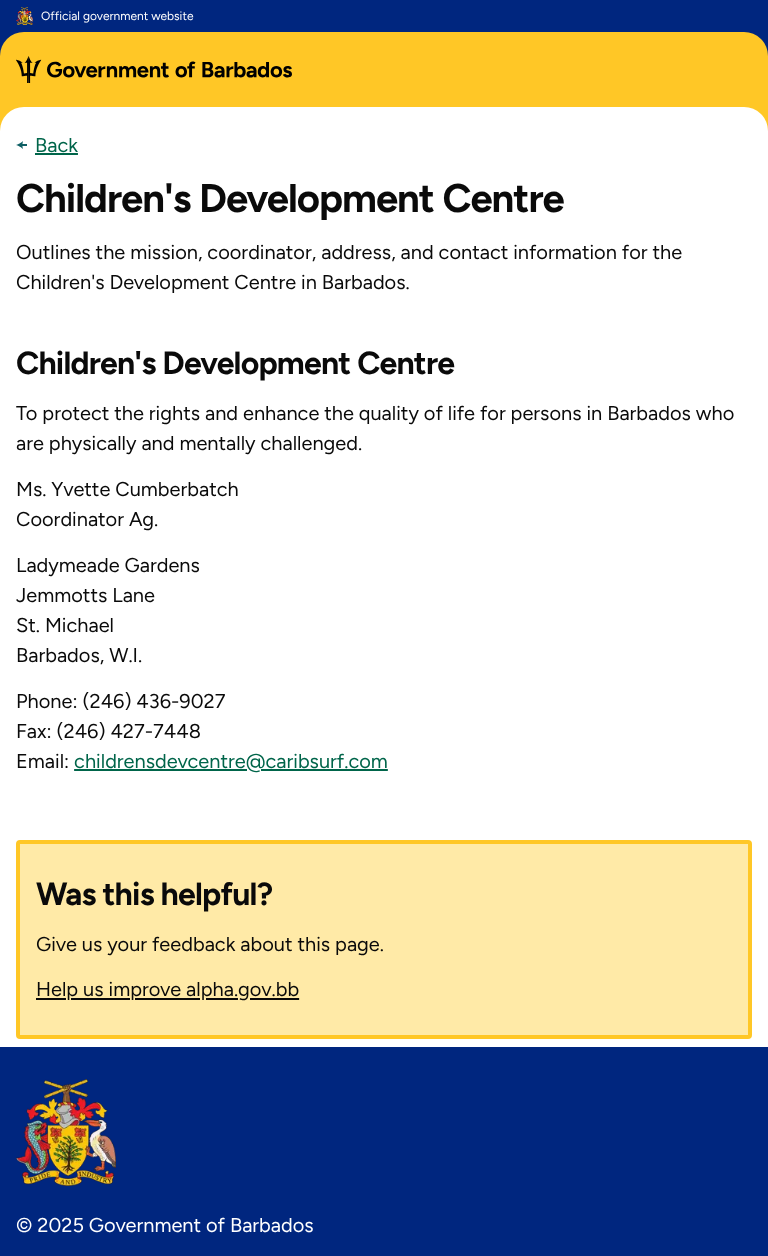 Official government website
Government of Barbados
Back
Children's Development Centre
Outlines the mission, coordinator, address, and contact information for the
Children's Development Centre in Barbados.
Children's Development Centre
To protect the rights and enhance the quality of life for persons in Barbados who
are physically and mentally challenged.
Ms. Yvette Cumberbatch
Coordinator Ag.
Ladymeade Gardens
Jemmotts Lane
St. Michael
Barbados, W.I.
Phone: (246) 436-9027
Fax: (246) 427-7448
Email: childrensdevcentre@caribsurf.com
Was this helpful?
Give us your feedback about this page.
Help us improve alpha.gov.bb
PRIDE AND INDUSTRY
© 2025 Government of Barbados